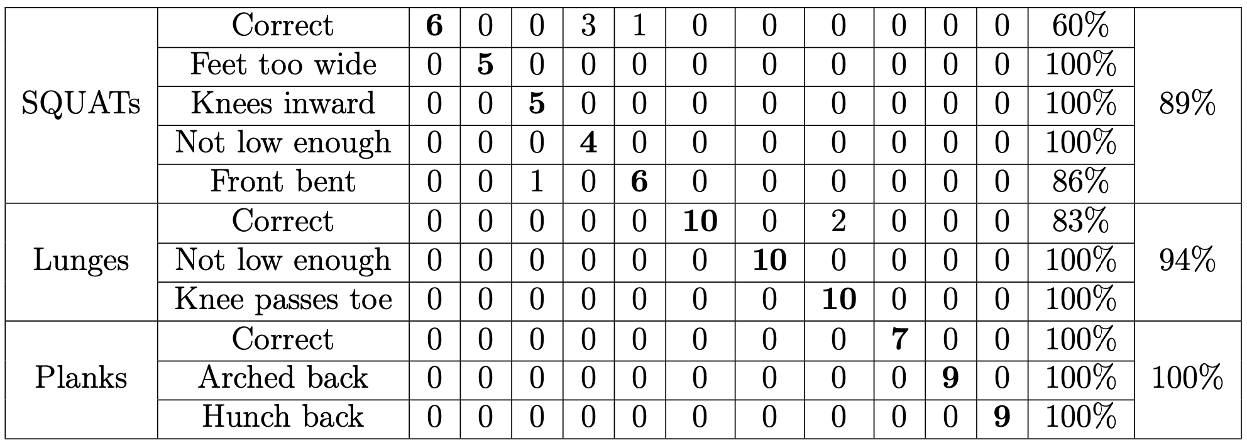 Correct 6 0 0 3 1 0 0 0 0 0 0 60%
Feet too wide 0 5 0 0 0 0 0 0 0 0 0 100%
SQUATs Knees inward 0 0 5 0 0 0 0 0 0 0 0 100% 89%
Not low enough 0 0 0 4 0 0 0 0 0 0 0 100%
Front bent 0 0 1 0 6 0 0 0 0 0 0 86%
Correct 0 0 0 0 0 10 0 2 0 0 0 83%
Lunges Not low enough 0 0 0 0 0 0 10 0 0 0 0 100% 94%
Knee passes toe 0 0 0 0 0 0 0 10 0 0 0 100%
Correct 0 0 0 0 0 0 0 0 7 0 0 100%
Planks Arched back 0 0 0 0 0 0 0 0 0 9 0 100% 100%
Hunch back 0 0 0 0 0 0 0 0 0 0 9 100%